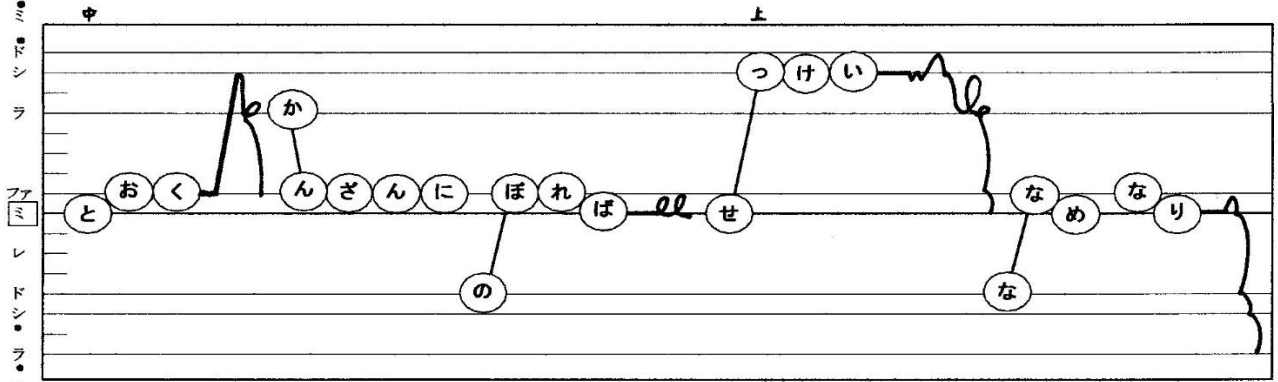 中 上
ミ
ド
シ
ラ
ファ
ミ
レ
ド
シ
ラ
とおくかんざんにのぼればせっけいななめなり